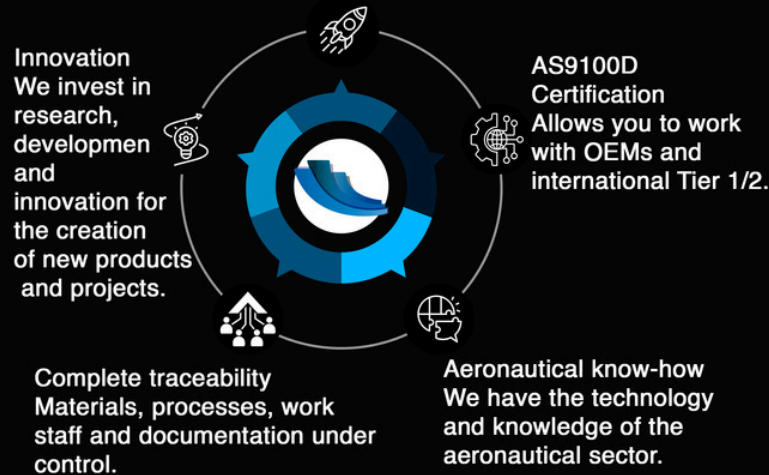 Innovation
We invest in
research,
developmen
and
innovation for
the creation
of new products
and projects.
AS9100D
Certification
Allows you to work
with OEMs and
international Tier 1/2.
Complete traceability
Materials, processes, work
staff and documentation under
control.
Aeronautical know-how
We have the technology
and knowledge of the
aeronautical sector.